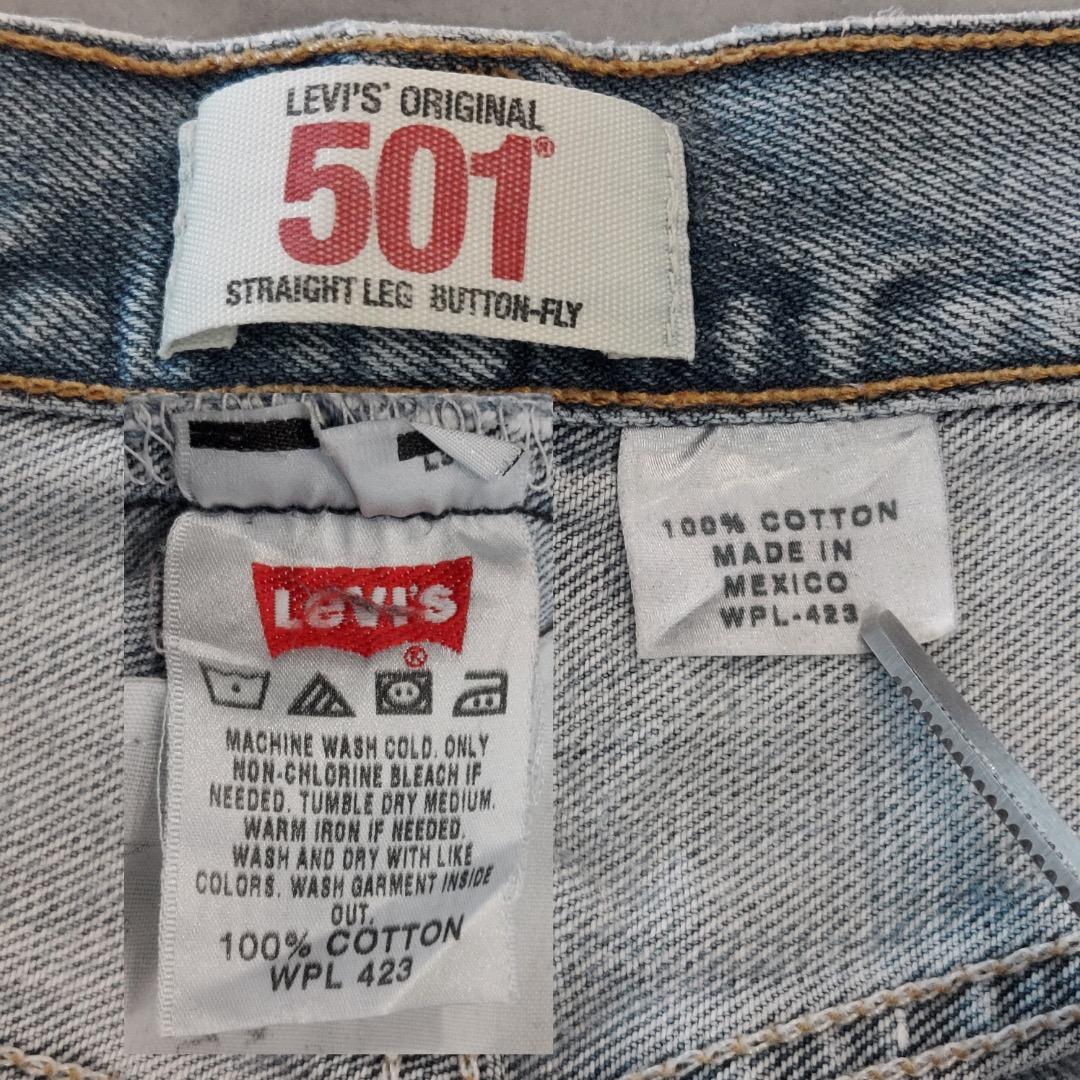 LEVI'S® ORIGINAL
501®
STRAIGHT LEG BUTTON-FLY
100% COTTON
MADE IN
MEXICO
WPL-423
LEVI'S
®
MACHINE WASH COLD. ONLY
NON-CHLORINE BLEACH IF
NEEDED. TUMBLE DRY MEDIUM.
WARM IRON IF NEEDED.
WASH AND DRY WITH LIKE
COLORS. WASH GARMENT INSIDE
OUT.
100% COTTON
WPL 423